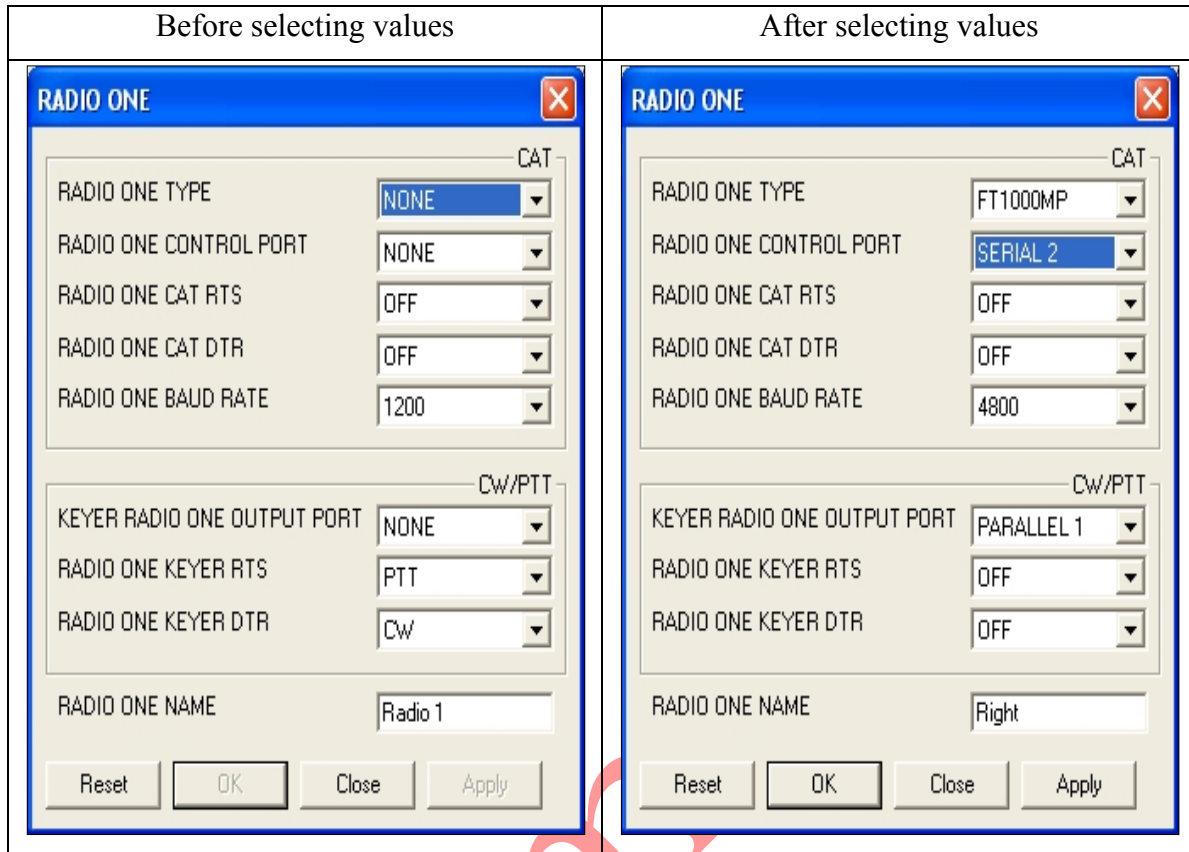 Before selecting values
After selecting values
RADIO ONE
CAT
RADIO ONE TYPE NONE
RADIO ONE CONTROL PORT NONE
RADIO ONE CAT RTS OFF
RADIO ONE CAT DTR OFF
RADIO ONE BAUD RATE 1200
CW/PTT
KEYER RADIO ONE OUTPUT PORT NONE
RADIO ONE KEYER RTS PTT
RADIO ONE KEYER DTR CW
RADIO ONE NAME Radio 1
Reset OK Close Apply
RADIO ONE
CAT
RADIO ONE TYPE FT1000MP
RADIO ONE CONTROL PORT SERIAL 2
RADIO ONE CAT RTS OFF
RADIO ONE CAT DTR OFF
RADIO ONE BAUD RATE 4800
CW/PTT
KEYER RADIO ONE OUTPUT PORT PARALLEL 1
RADIO ONE KEYER RTS OFF
RADIO ONE KEYER DTR OFF
RADIO ONE NAME Right
Reset OK Close Apply